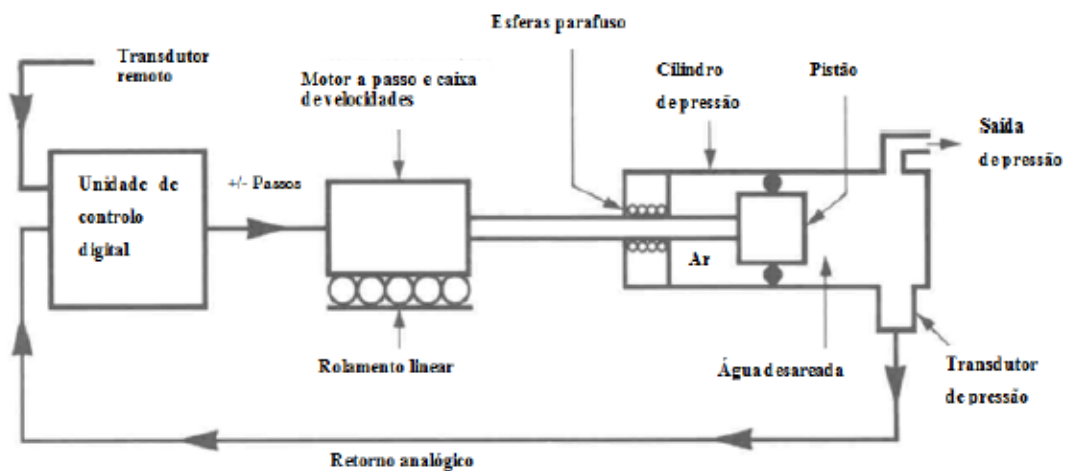 Esferas parafuso
Transdutor
remoto
Motor a passo e caixa
de velocidades
Cilindro
de pressão
Pistão
Saída
de pressão
Unidade de
controlo
digital
+/- Passos
Ar
Rolamento linear
Água desareada
Transdutor
de pressão
Retorno analógico